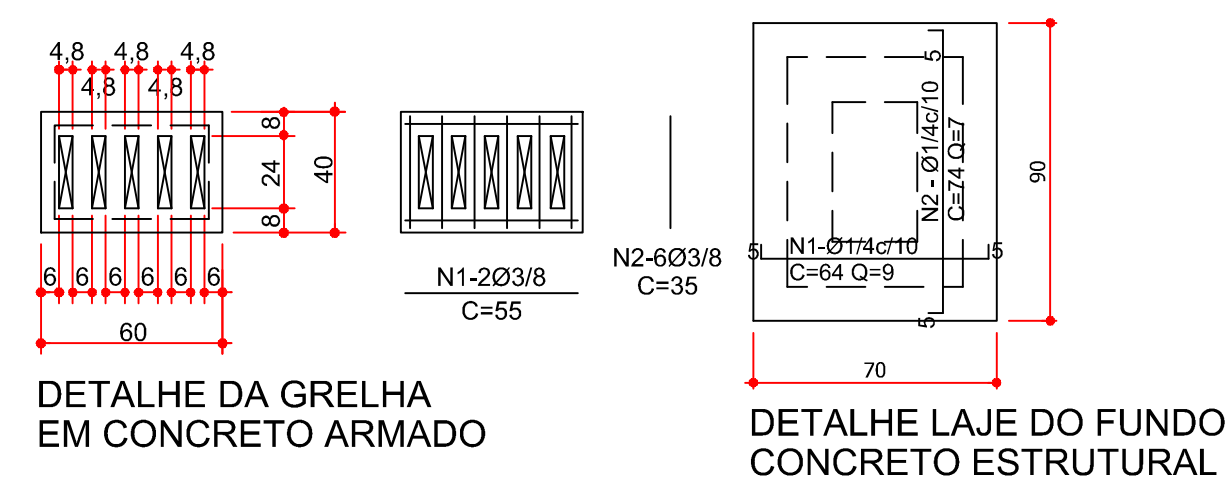 4,8 4,8 4,8
4,8 4,8
8
24
8
40
6 6 6 6 6 6
60
N1-2Ø3/8
C=55
N2-6Ø3/8
C=35
5
N2 - Ø1/4c/10
C=74 Q=7
5
5
N1-Ø1/4c/10
5
C=64 Q=9
90
70
DETALHE DA GRELHA
EM CONCRETO ARMADO
DETALHE LAJE DO FUNDO
CONCRETO ESTRUTURAL